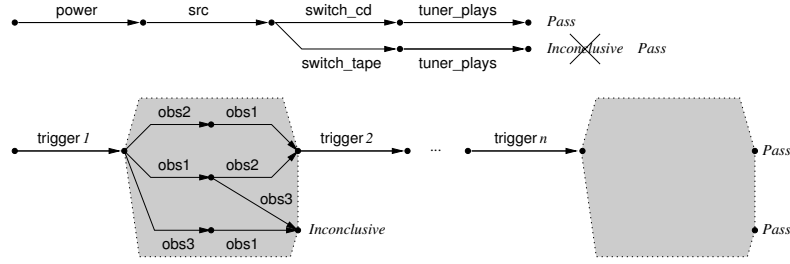 power src switch_cd tuner_plays Pass
Inconclusive Pass
switch_tape tuner_plays
obs2 obs1
trigger 1 trigger 2 ... trigger n Pass
obs1 obs2
obs3
Inconclusive Pass
obs3 obs1